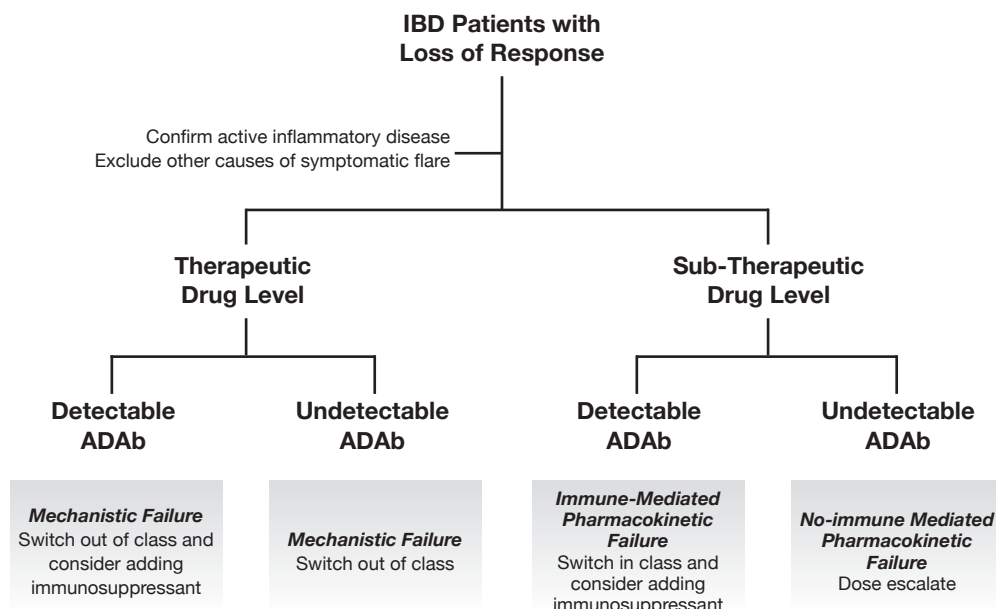 IBD Patients with
Loss of Response
Confirm active inflammatory disease
Exclude other causes of symptomatic flare
Therapeutic
Drug Level
Sub-Therapeutic
Drug Level
Detectable
ADAb
Undetectable
ADAb
Detectable
ADAb
Undetectable
ADAb
Mechanistic Failure
Switch out of class and
consider adding
immunosuppressant
Mechanistic Failure
Switch out of class
Immune-Mediated
Pharmacokinetic
Failure
Switch in class and
consider adding
immunosuppressant
No-immune Mediated
Pharmacokinetic
Failure
Dose escalate